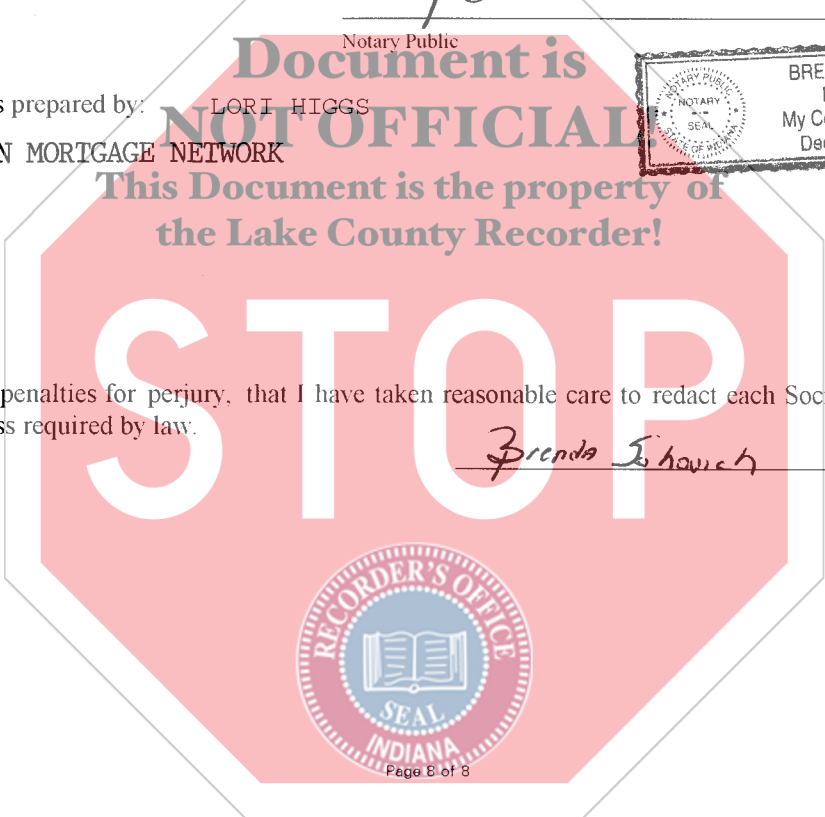 Notary Public
Document is
s prepared by: LORI HIGGS
NOT OFFICIAL!
N MORTGAGE NETWORK
This Document is the property of
the Lake County Recorder!
BRE
NOTARY PUBLIC
NOTARY
SEAL
STATE OF INDIANA
My Co
Dec
STOP
penalties for perjury, that I have taken reasonable care to redact each Soc
ss required by law.
Brenda
RECORDER'S OFFICE
SEAL
INDIANA
Page 8 of 8